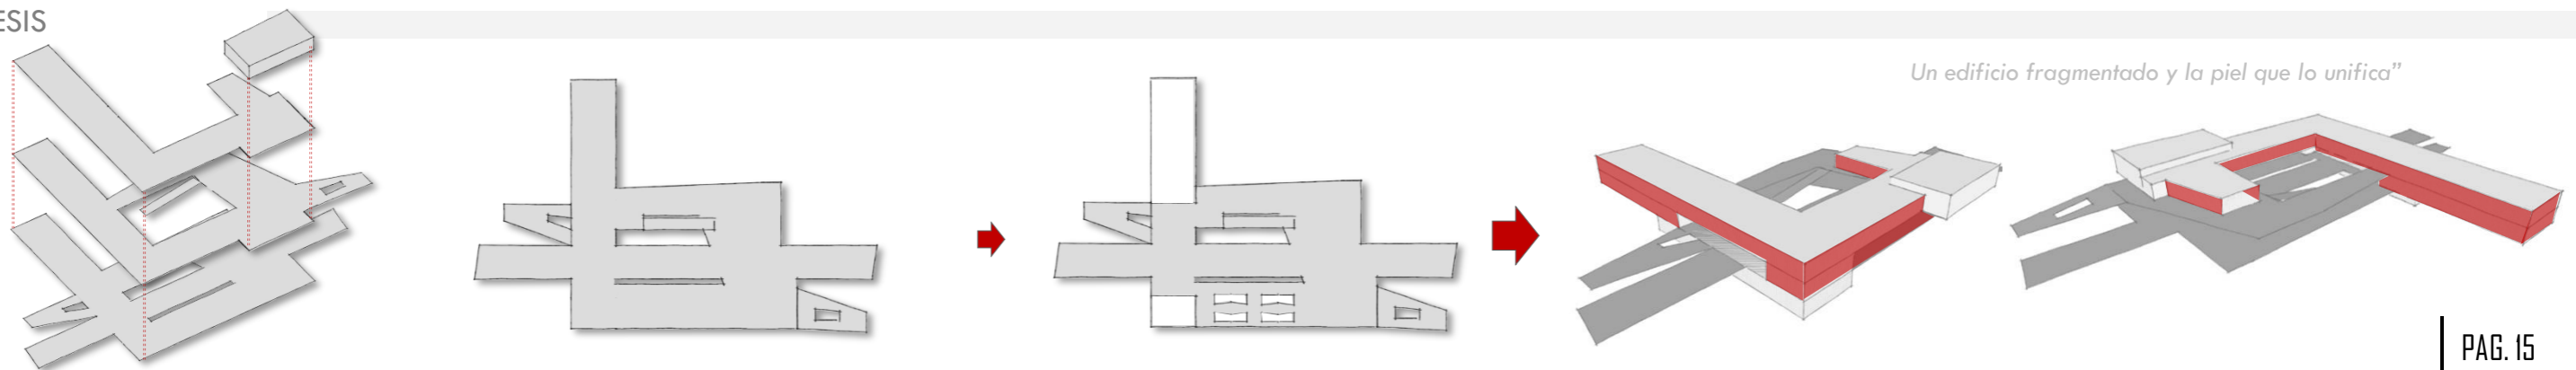 ESIS
Un edificio fragmentado y la piel que lo unifica”
PAG. 15